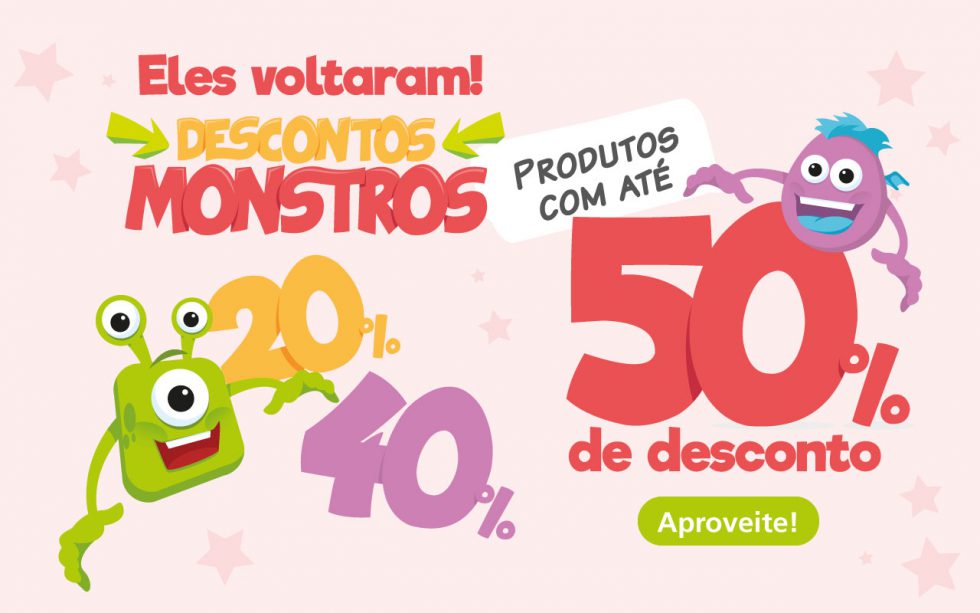 Eles voltaram!
DESCONTOS
MONSTROS
20%
40%
PRODUTOS
COM ATÉ
50%
de desconto
Aproveite!